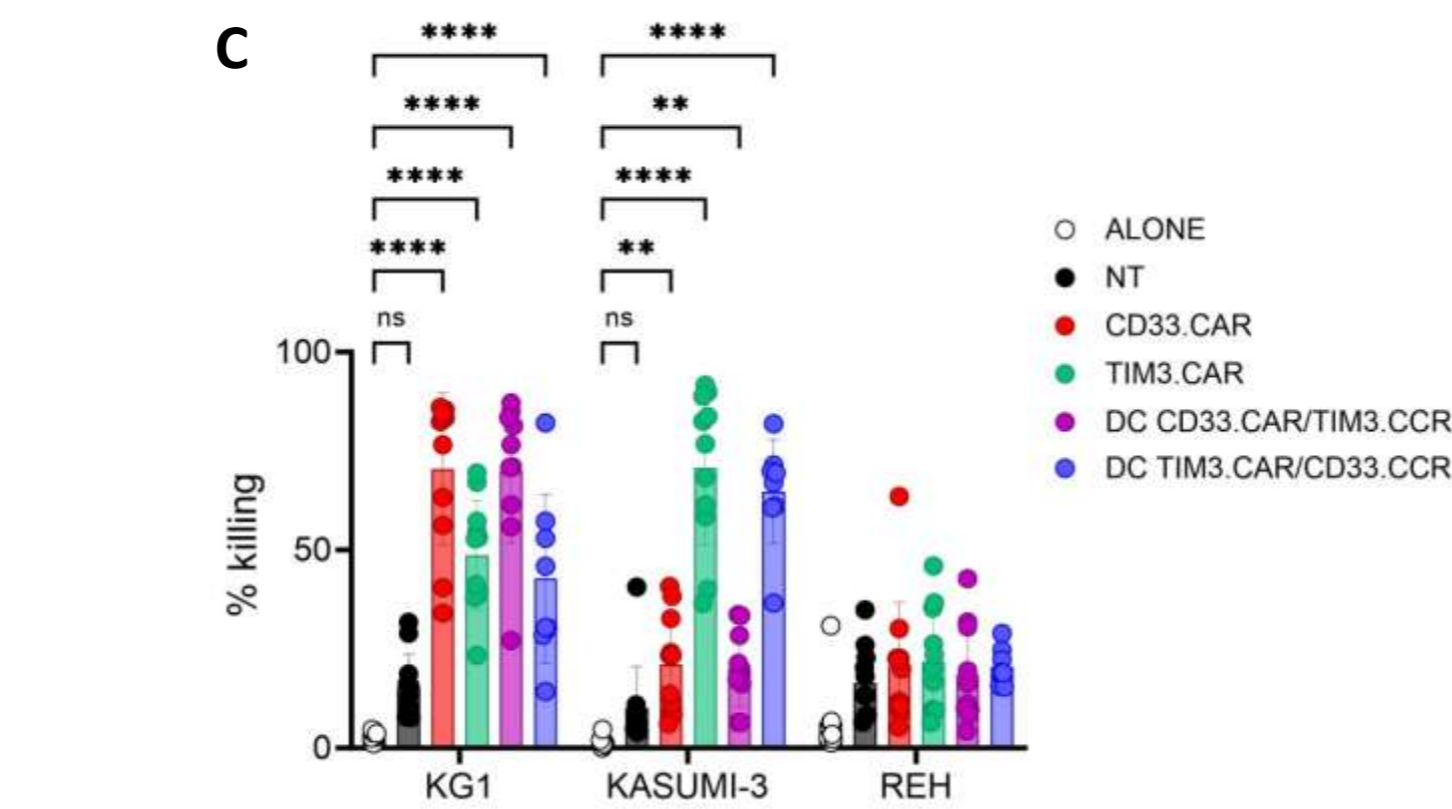 C
**** ****
**** **
**** ****
**** **
ns ns
100
50
0
% killing
KG1 KASUMI-3 REH
ALONE
NT
CD33.CAR
TIM3.CAR
DC CD33.CAR/TIM3.CCR
DC TIM3.CAR/CD33.CCR